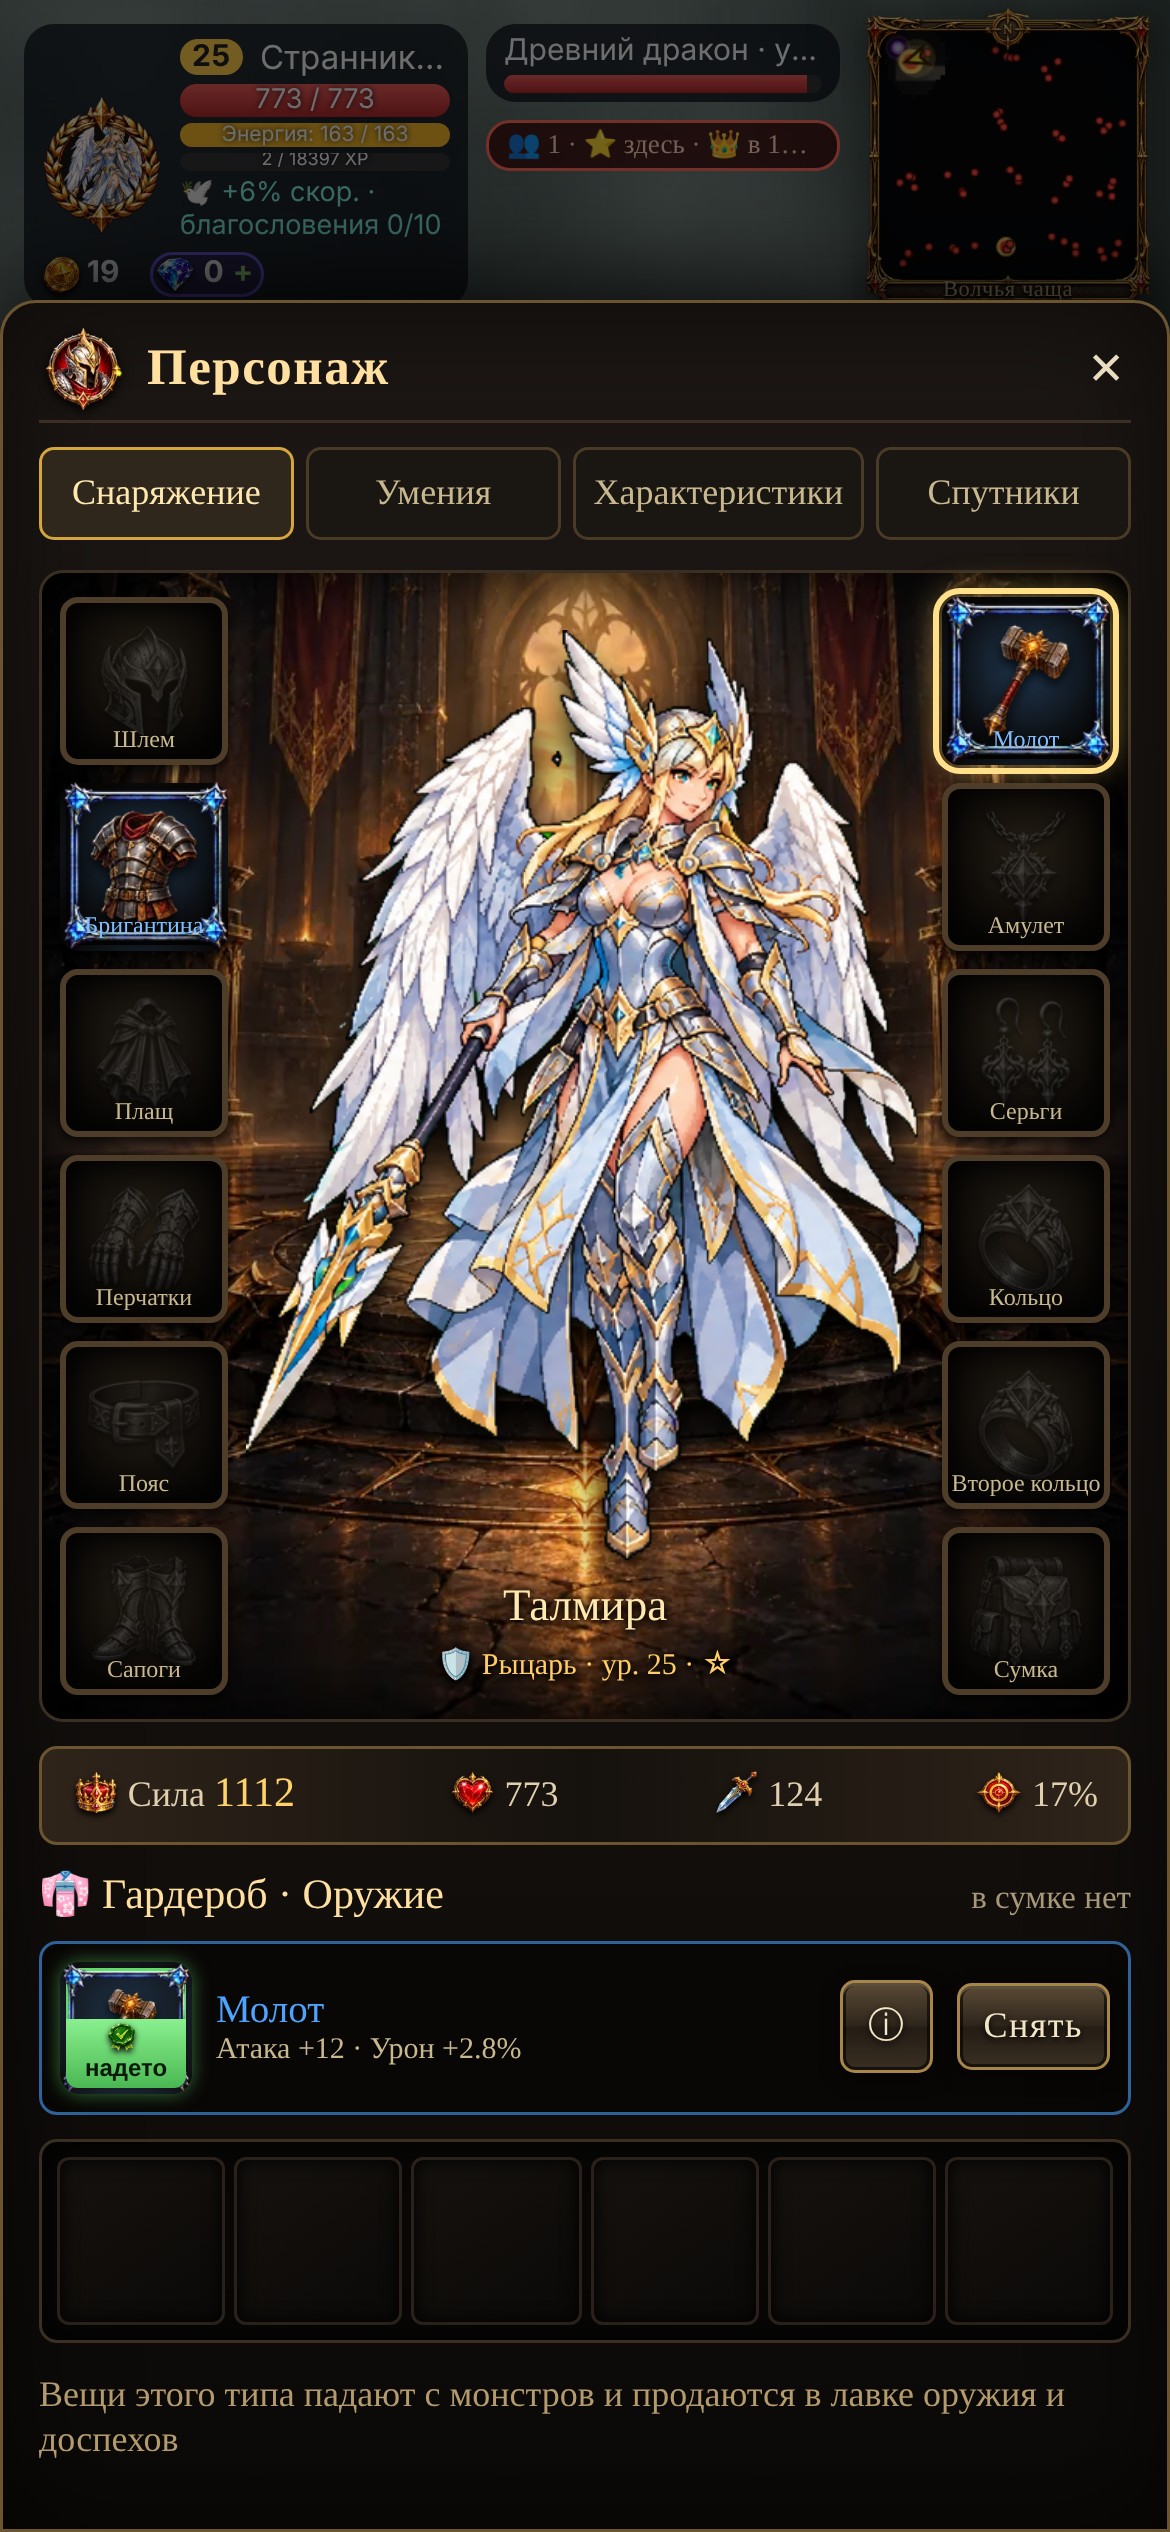 25 Странник...
773 / 773
Энергия: 163 / 163
2 / 18397 XP
+6% скор. ·
благословения 0/10
19
0 +
Древний дракон · у...
1 · здесь · в 1...
N
Волчья чаща
Персонаж
×
Снаряжение
Умения
Характеристики
Спутники
Шлем
Молот
Бригантина
Амулет
Плащ
Серьги
Перчатки
Кольцо
Пояс
Второе кольцо
Сапоги
Сумка
Талмира
Рыцарь · ур. 25 · ☆
Сила 1112
773
124
17%
Гардероб · Оружие
в сумке нет
надето
Молот
Атака +12 · Урон +2.8%
ⓘ
Снять
Вещи этого типа падают с монстров и продаются в лавке оружия и
доспехов